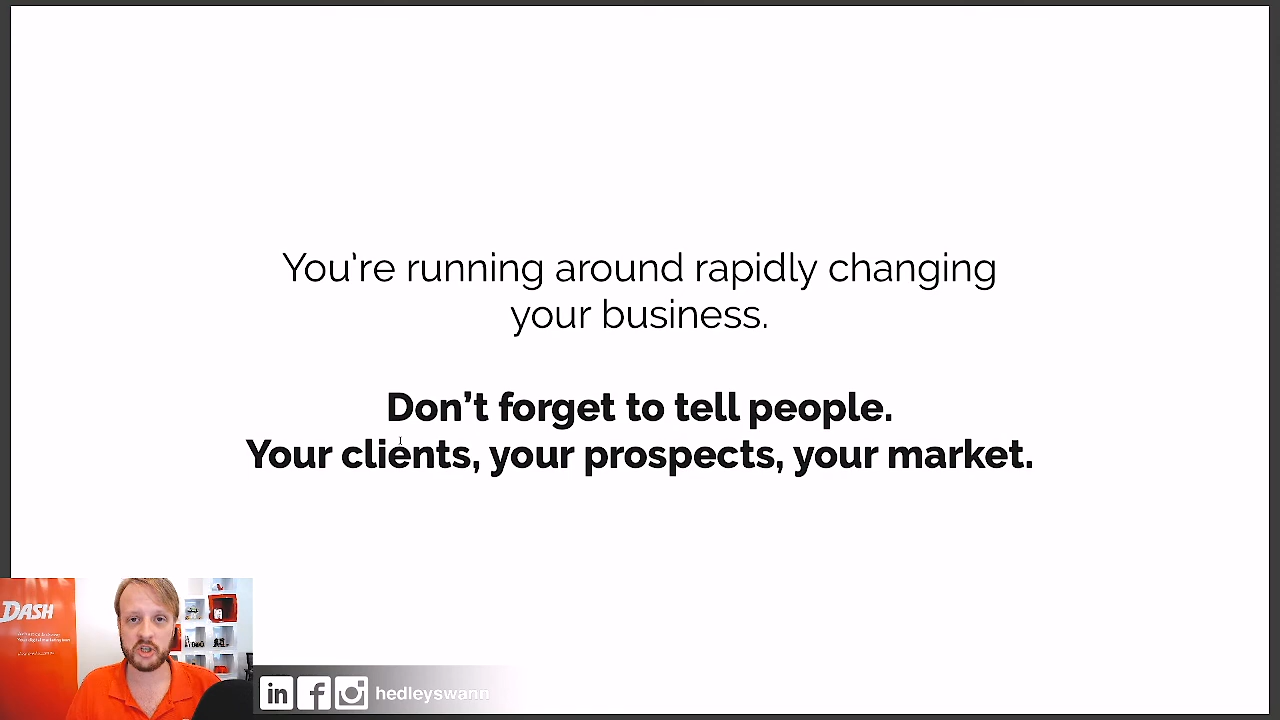 You're running around rapidly changing
your business.
Don't forget to tell people.
Your clients, your prospects, your market.
DASH
hedleyswann